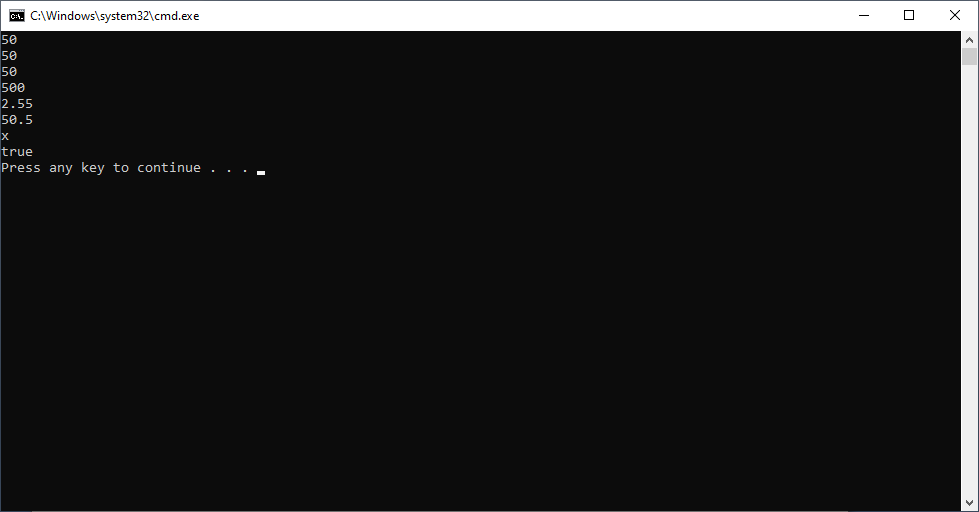 C:\Windows\system32\cmd.exe
50
50
50
500
2.55
50.5
x
true
Press any key to continue . . .